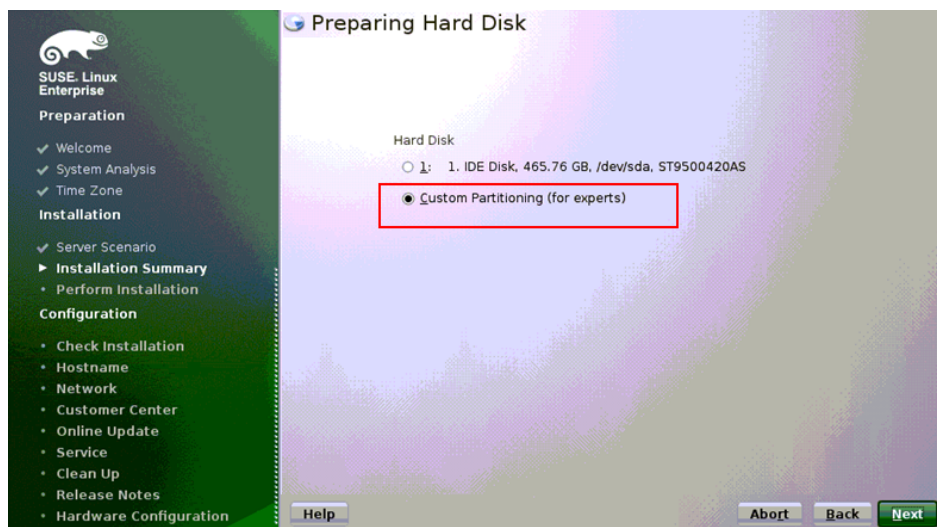 SUSE. Linux
Enterprise
Preparation
Welcome
System Analysis
Time Zone
Installation
Server Scenario
Installation Summary
Perform Installation
Configuration
Check Installation
Hostname
Network
Customer Center
Online Update
Service
Clean Up
Release Notes
Hardware Configuration
Preparing Hard Disk
Hard Disk
1: 1. IDE Disk, 465.76 GB, /dev/sda, ST9500420AS
Custom Partitioning (for experts)
Help
Abort
Back
Next